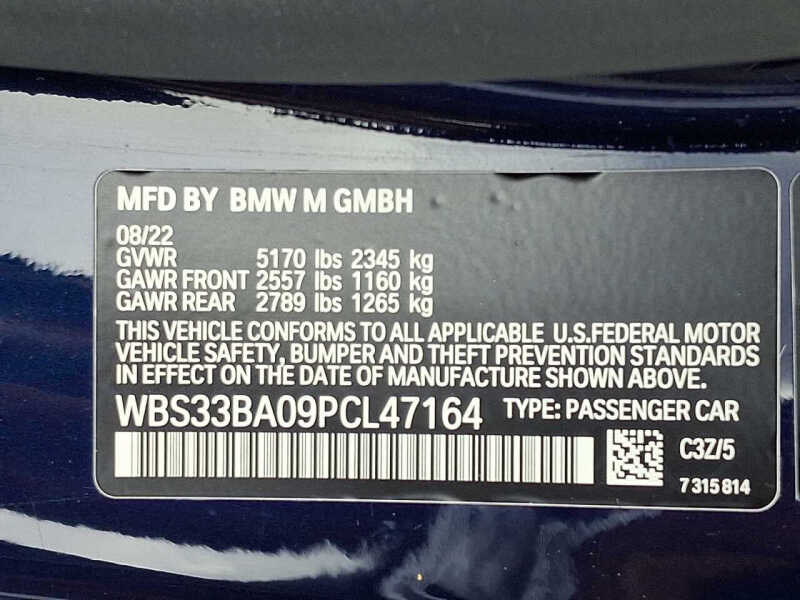 MFD BY BMW M GMBH
08/22
GVWR 5170 lbs 2345 kg
GAWR FRONT 2557 lbs 1160 kg
GAWR REAR 2789 lbs 1265 kg
THIS VEHICLE CONFORMS TO ALL APPLICABLE U.S.FEDERAL MOTOR
VEHICLE SAFETY, BUMPER AND THEFT PREVENTION STANDARDS
IN EFFECT ON THE DATE OF MANUFACTURE SHOWN ABOVE.
WBS33BA09PCL47164 TYPE: PASSENGER CAR
C3Z/5
7 315 814